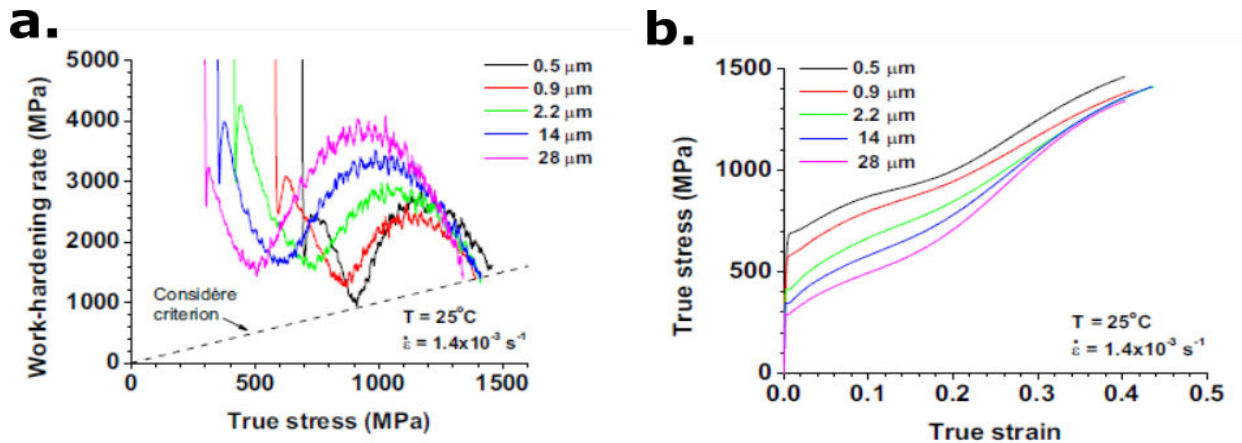 a.
5000
4000
3000
2000
1000
0
Work-hardening rate (MPa)
0.5 μm
0.9 μm
2.2 μm
14 μm
28 μm
Considère
criterion
T = 25°C
ε̇ = 1.4x10⁻³ s⁻¹
0 500 1000 1500
True stress (MPa)
b.
1500
1000
500
0
True stress (MPa)
0.5 μm
0.9 μm
2.2 μm
14 μm
28 μm
T = 25°C
ε̇ = 1.4x10⁻³ s⁻¹
0.0 0.1 0.2 0.3 0.4 0.5
True strain